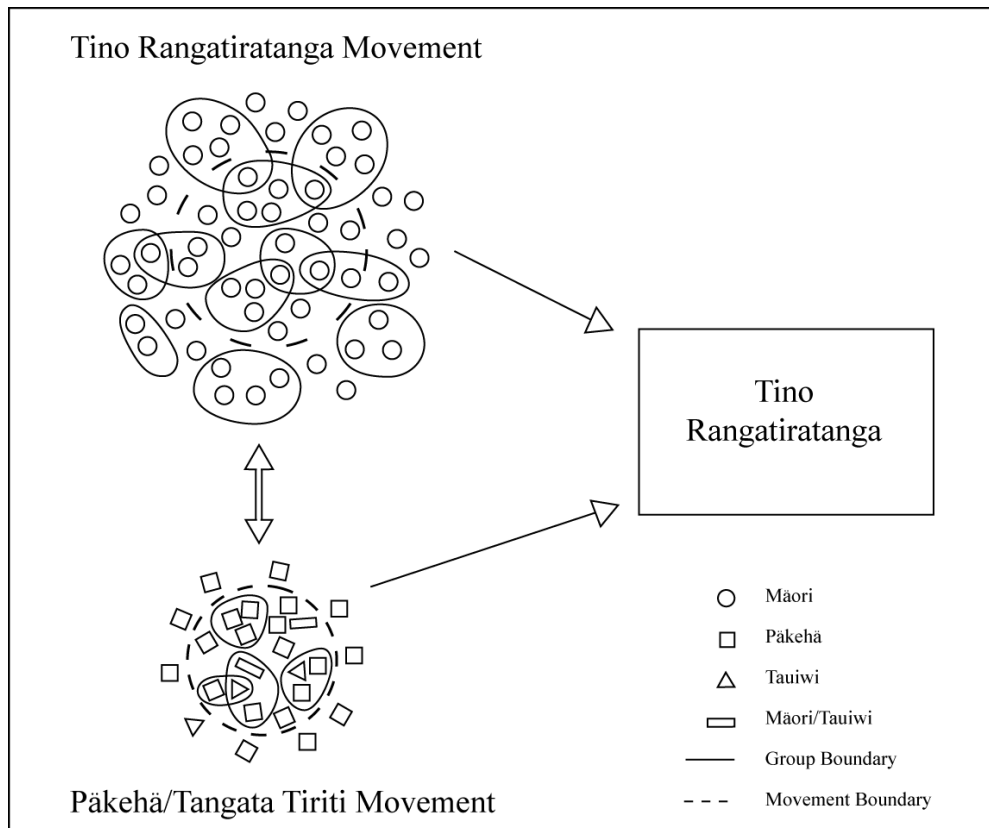 Tino Rangatiratanga Movement
Tino
Rangatiratanga
Mäori
Päkehä
Tauiwi
Mäori/Tauiwi
Group Boundary
Movement Boundary
Päkehä/Tangata Tiriti Movement